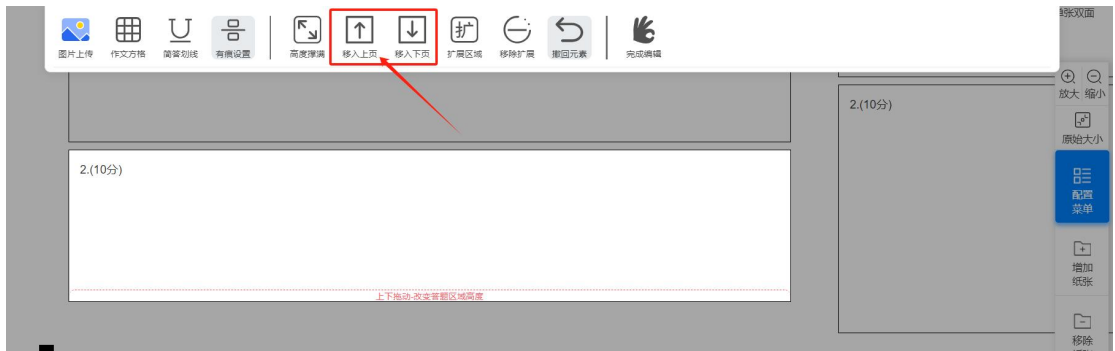 图片上传 作文方格 简答划线 有痕设置 高度撑满 移入上页 移入下页 扩展区域 移除扩展 撤回元素 完成编辑
扩
单张双面
放大 缩小
原始大小
配置
菜单
增加
纸张
移除
2.(10分)
上下拖动-改变答题区域高度
2.(10分)